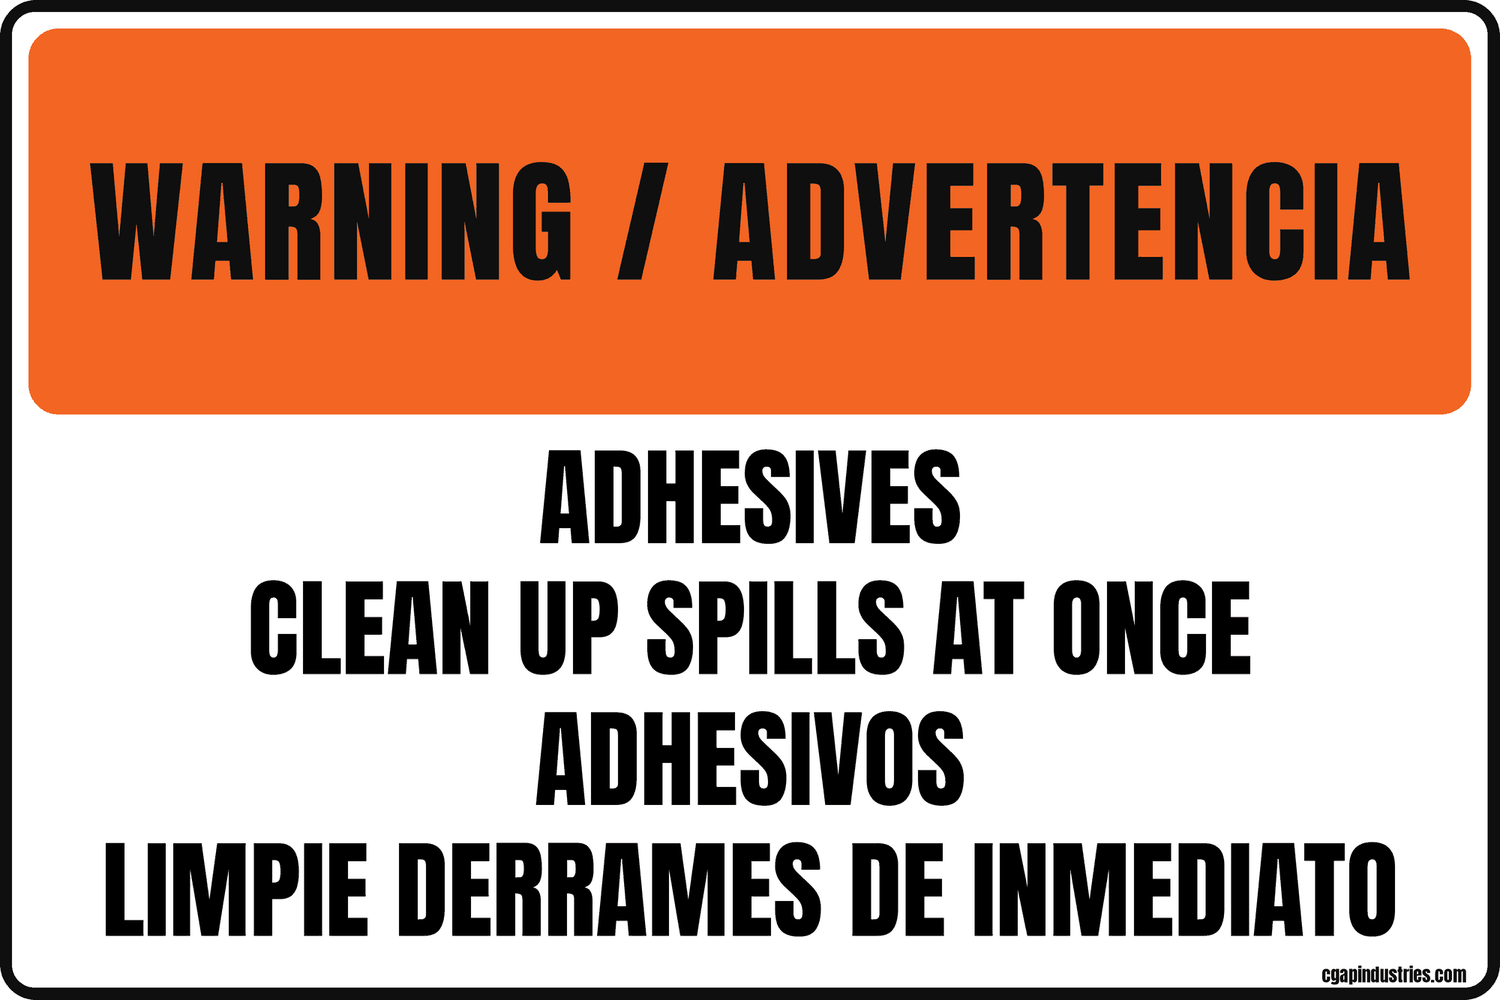 WARNING / ADVERTENCIA
ADHESIVES
CLEAN UP SPILLS AT ONCE
ADHESIVOS
LIMPIE DERRAMES DE INMEDIATO
cgapindustries.com